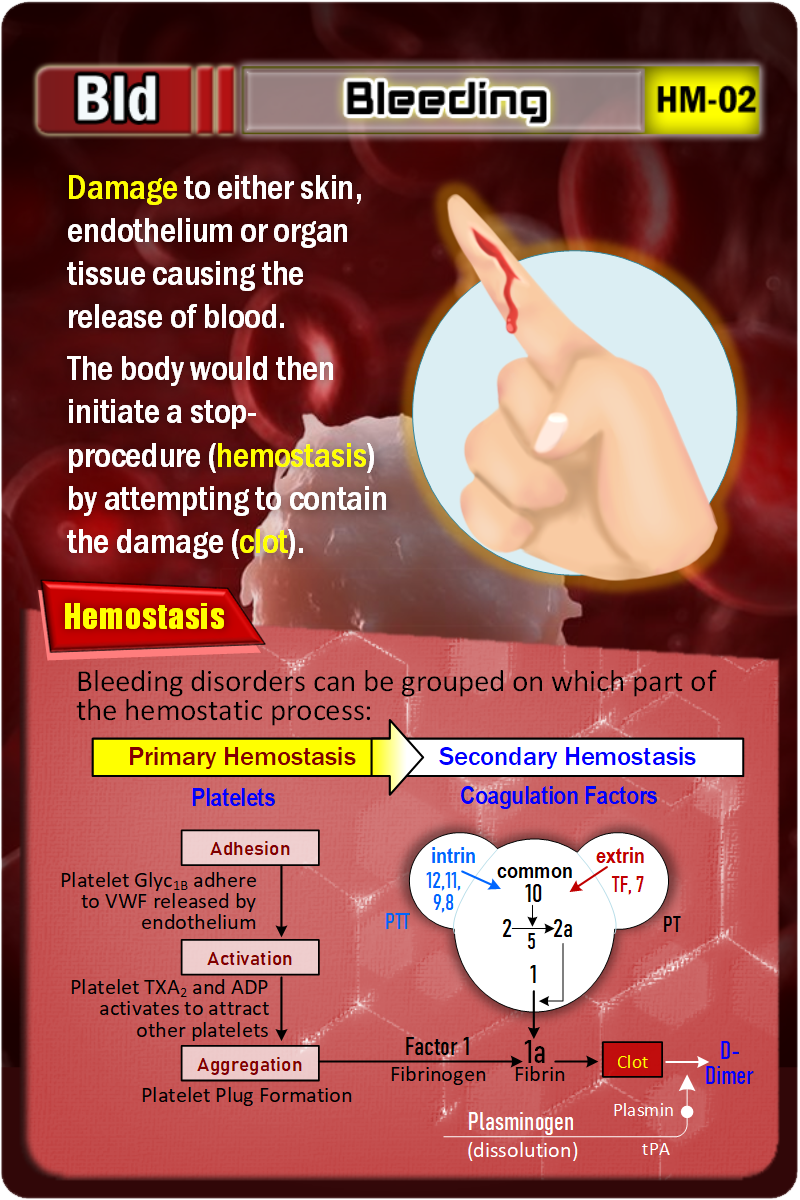 Bld
Bleeding
HM-02
Damage to either skin,
endothelium or organ
tissue causing the
release of blood.
The body would then
initiate a stop-
procedure (hemostasis)
by attempting to contain
the damage (clot).
Hemostasis
Bleeding disorders can be grouped on which part of
the hemostatic process:
Primary Hemostasis
Secondary Hemostasis
Platelets
Coagulation Factors
Adhesion
Platelet Glyc1B adhere
to VWF released by
endothelium
Activation
Platelet TXA2 and ADP
activates to attract
other platelets
Aggregation
Platelet Plug Formation
intrin
12,11,
9,8
PTT
common
10
2
5
2a
1
extrin
TF, 7
PT
Factor 1
Fibrinogen
1a
Fibrin
Clot
D-
Dimer
Plasmin
Plasminogen
(dissolution)
tPA